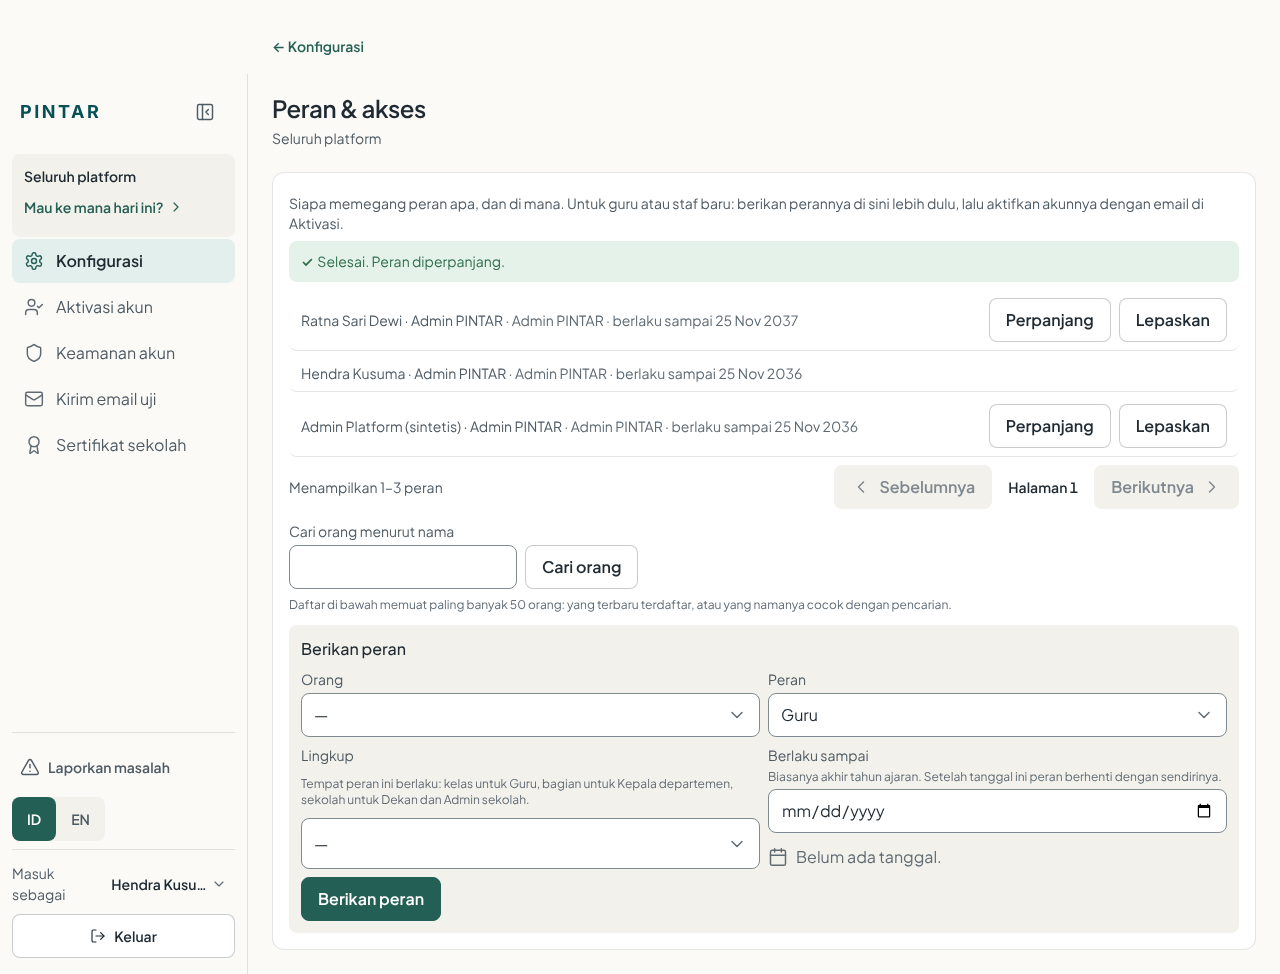 ← Konfigurasi
PINTAR
Seluruh platform
Mau ke mana hari ini?
Konfigurasi
Aktivasi akun
Keamanan akun
Kirim email uji
Sertifikat sekolah
Laporkan masalah
ID EN
Masuk sebagai
Hendra Kusu...
Keluar
Peran & akses
Seluruh platform
Siapa memegang peran apa, dan di mana. Untuk guru atau staf baru: berikan perannya di sini lebih dulu, lalu aktifkan akunnya dengan email di
Aktivasi.
✓ Selesai. Peran diperpanjang.
Ratna Sari Dewi · Admin PINTAR · Admin PINTAR · berlaku sampai 25 Nov 2037 Perpanjang Lepaskan
Hendra Kusuma · Admin PINTAR · Admin PINTAR · berlaku sampai 25 Nov 2036
Admin Platform (sintetis) · Admin PINTAR · Admin PINTAR · berlaku sampai 25 Nov 2036 Perpanjang Lepaskan
Menampilkan 1–3 peran Sebelumnya Halaman 1 Berikutnya
Cari orang menurut nama
Cari orang
Daftar di bawah memuat paling banyak 50 orang: yang terbaru terdaftar, atau yang namanya cocok dengan pencarian.
Berikan peran
Orang
—
Peran
Guru
Lingkup
Tempat peran ini berlaku: kelas untuk Guru, bagian untuk Kepala departemen,
sekolah untuk Dekan dan Admin sekolah.
—
Berlaku sampai
Biasanya akhir tahun ajaran. Setelah tanggal ini peran berhenti dengan sendirinya.
mm/dd/yyyy
Belum ada tanggal.
Berikan peran